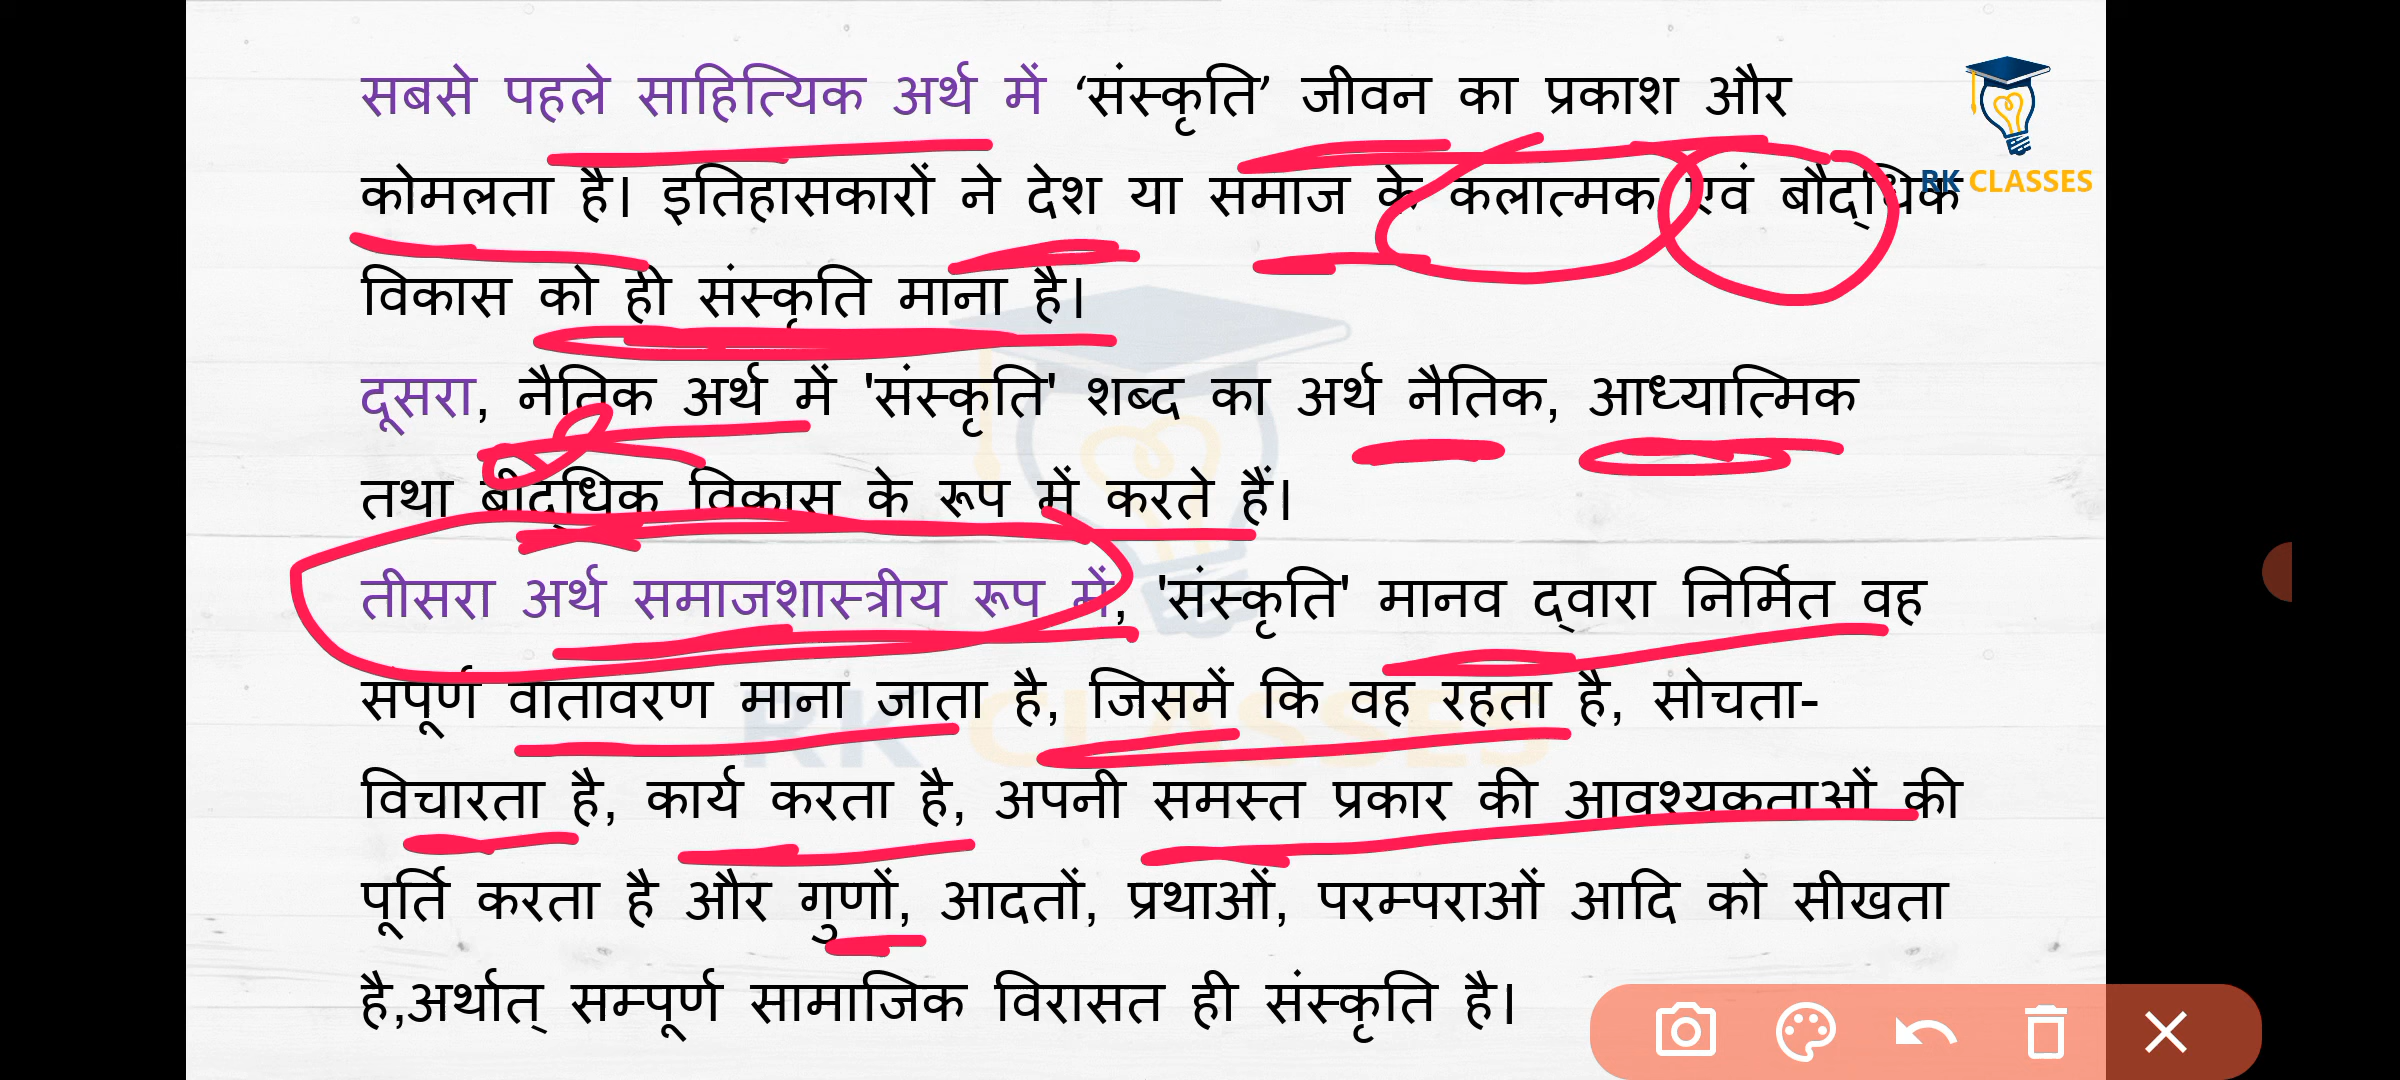 सबसे पहले साहित्यिक अर्थ में ‘संस्कृति’ जीवन का प्रकाश और
कोमलता है। इतिहासकारों ने देश या समाज के कलात्मक एवं बौद्धिक
विकास को ही संस्कृति माना है।
दूसरा, नैतिक अर्थ में 'संस्कृति' शब्द का अर्थ नैतिक, आध्यात्मिक
तथा बौद्धिक विकास के रूप में करते हैं।
तीसरा अर्थ समाजशास्त्रीय रूप में, 'संस्कृति' मानव द्वारा निर्मित वह
संपूर्ण वातावरण माना जाता है, जिसमें कि वह रहता है, सोचता-
विचारता है, कार्य करता है, अपनी समस्त प्रकार की आवश्यकताओं की
पूर्ति करता है और गुणों, आदतों, प्रथाओं, परम्पराओं आदि को सीखता
है,अर्थात् सम्पूर्ण सामाजिक विरासत ही संस्कृति है।
RK CLASSES
RK CLASSES